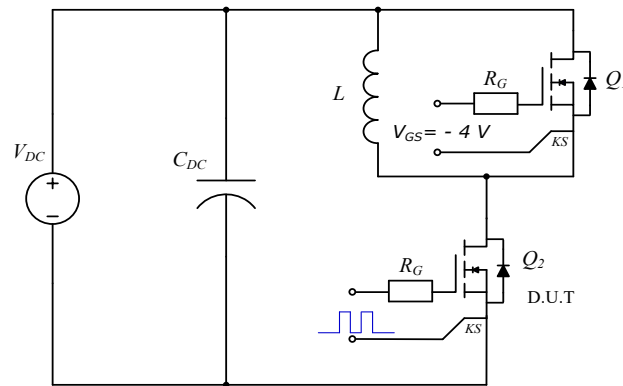 R_G
Q
L
V_GS = - 4 V
KS
V_DC
C_DC
R_G
Q_2
D.U.T
KS